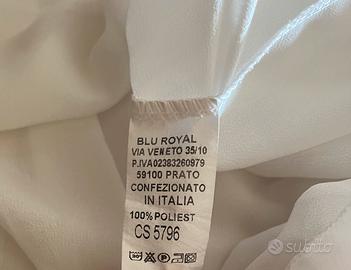 BLU ROYAL
VIA VENETO 35/10
P.IVA02383260979
59100 PRATO
CONFEZIONATO
IN ITALIA
100% POLIEST
CS 5796
subito